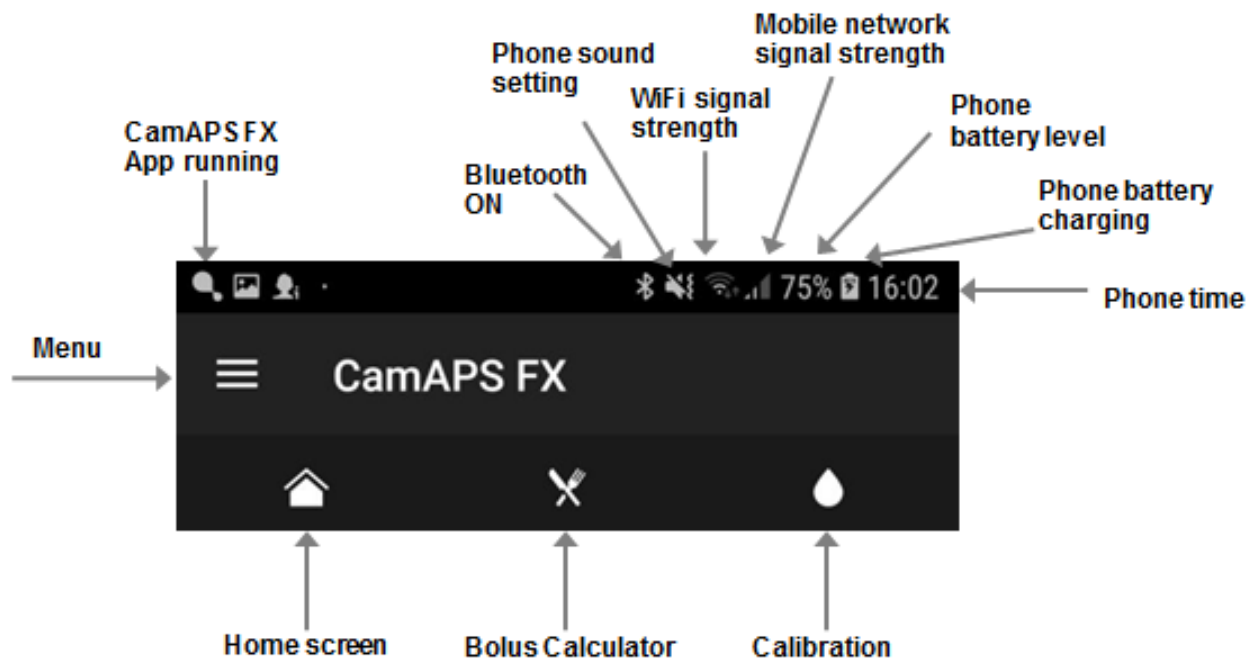 Mobile network
signal strength
Phone sound
setting
WiFi signal
strength
Phone
battery level
CamAPS FX
App running
Bluetooth
ON
Phone battery
charging
75% 16:02
Phone time
Menu
CamAPS FX
Home screen
Bolus Calculator
Calibration